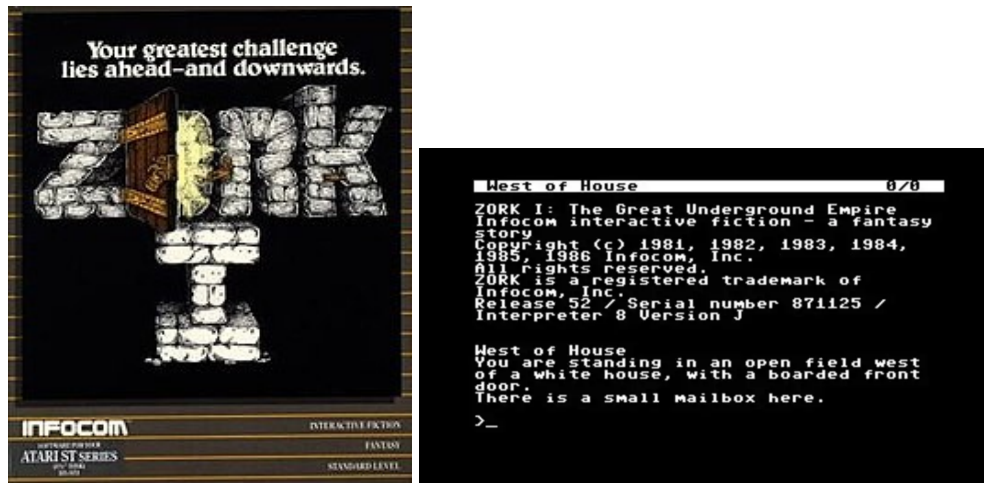 Your greatest challenge
lies ahead–and downwards.
ZORK
I
INFOCOM
INTERACTIVE FICTION
SOFTWARE FOR YOUR
FANTASY
ATARI ST SERIES
STANDARD LEVEL
West of House 0/0
ZORK I: The Great Underground Empire
Infocom interactive fiction - a fantasy
story
Copyright (c) 1981, 1982, 1983, 1984,
1985, 1986 Infocom, Inc.
All rights reserved.
ZORK is a registered trademark of
Infocom, Inc.
Release 52 / Serial number 871125 /
Interpreter 8 Version J
West of House
You are standing in an open field west
of a white house, with a boarded front
door.
There is a small mailbox here.
>_